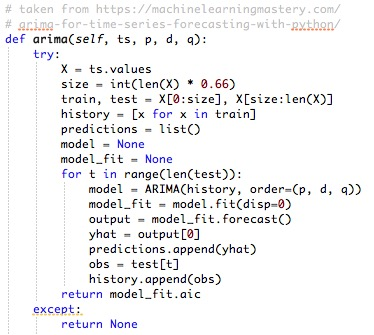 # taken from https://machinelearningmastery.com/
# arima-for-time-series-forecasting-with-python/
def arima(self, ts, p, d, q):
    try:
        X = ts.values
        size = int(len(X) * 0.66)
        train, test = X[0:size], X[size:len(X)]
        history = [x for x in train]
        predictions = list()
        model = None
        model_fit = None
        for t in range(len(test)):
            model = ARIMA(history, order=(p, d, q))
            model_fit = model.fit(disp=0)
            output = model_fit.forecast()
            yhat = output[0]
            predictions.append(yhat)
            obs = test[t]
            history.append(obs)
        return model_fit.aic
    except:
        return None